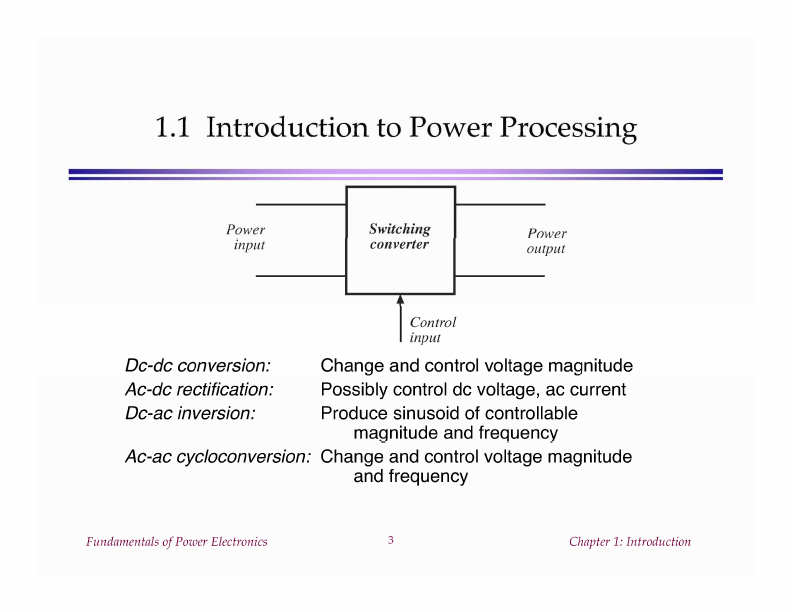 1.1 Introduction to Power Processing
Power
input
Switching
converter
Power
output
Control
input
Dc-dc conversion: Change and control voltage magnitude
Ac-dc rectification: Possibly control dc voltage, ac current
Dc-ac inversion: Produce sinusoid of controllable
magnitude and frequency
Ac-ac cycloconversion: Change and control voltage magnitude
and frequency
Fundamentals of Power Electronics 3 Chapter 1: Introduction